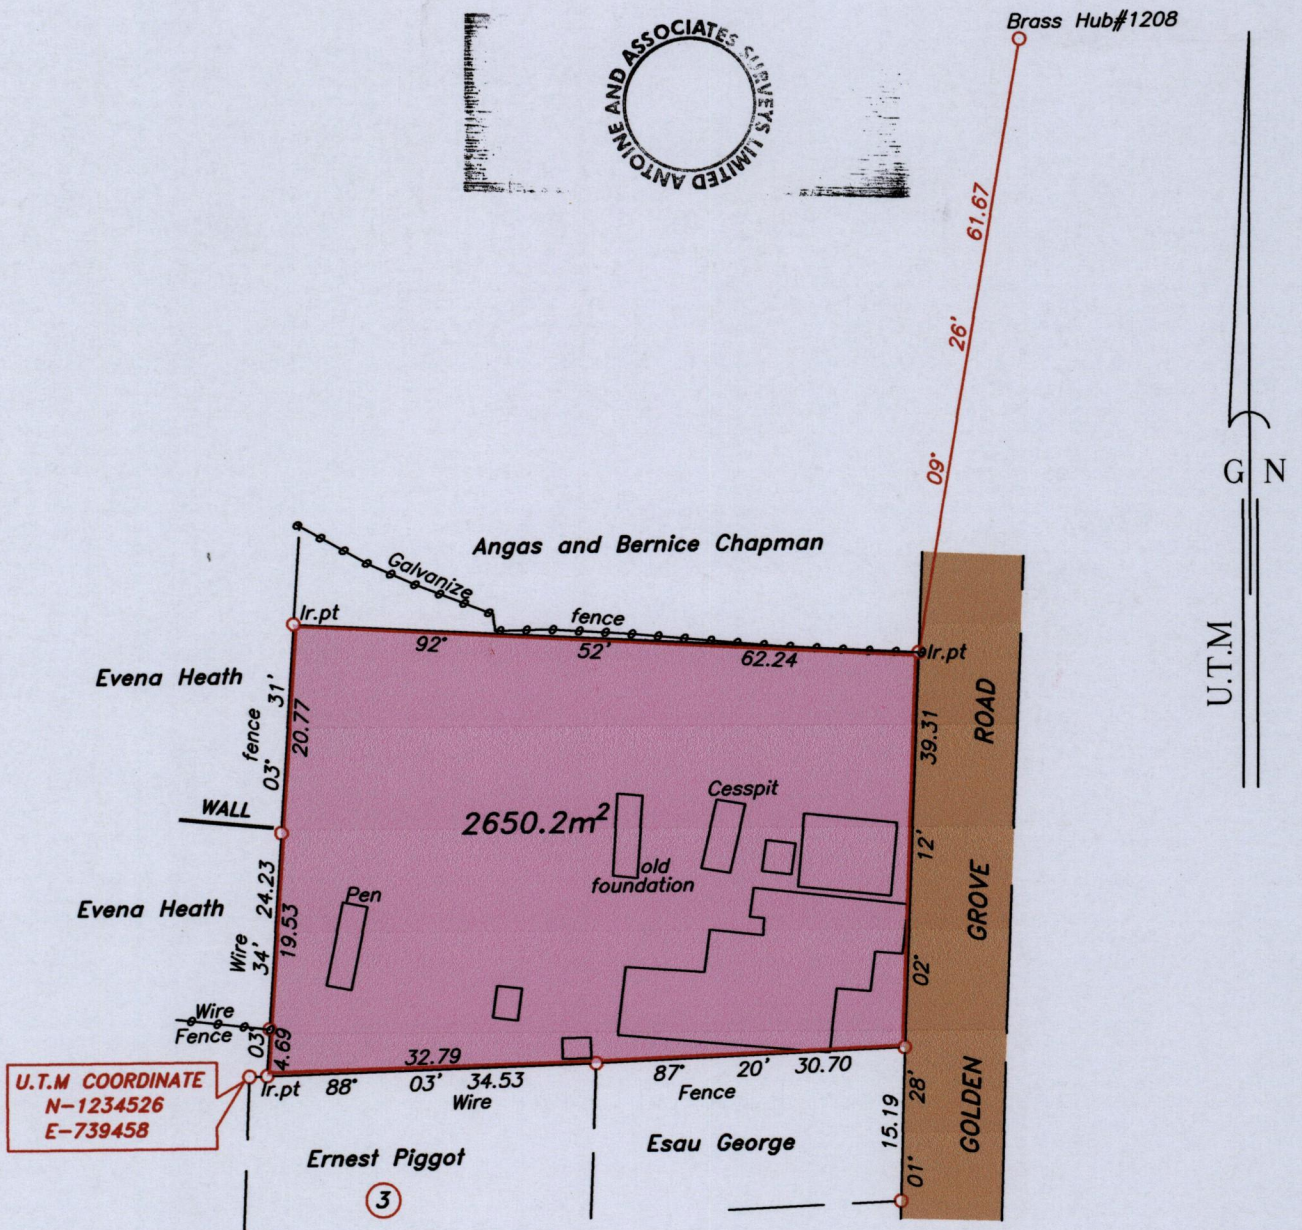 Brass Hub#1208
ANTOINE AND ASSOCIATES SURVEYS LIMITED
61.67
26'
09°
G N
U.T.M
Angas and Bernice Chapman
Galvanize
fence
Ir.pt
Ir.pt
92° 52' 62.24
Evena Heath
31'
fence
03°
20.77
39.31
ROAD
WALL
2650.2m²
Cesspit
12'
old
foundation
Pen
Evena Heath
24.23
19.53
GROVE
Wire
34'
02°
Wire
Fence
03°
4.69
32.79
Ir.pt
88° 03' 34.53
Wire
87° 20' 30.70
Fence
U.T.M COORDINATE
N-1234526
E-739458
28'
15.19
01°
GOLDEN
Ernest Piggot
Esau George
3